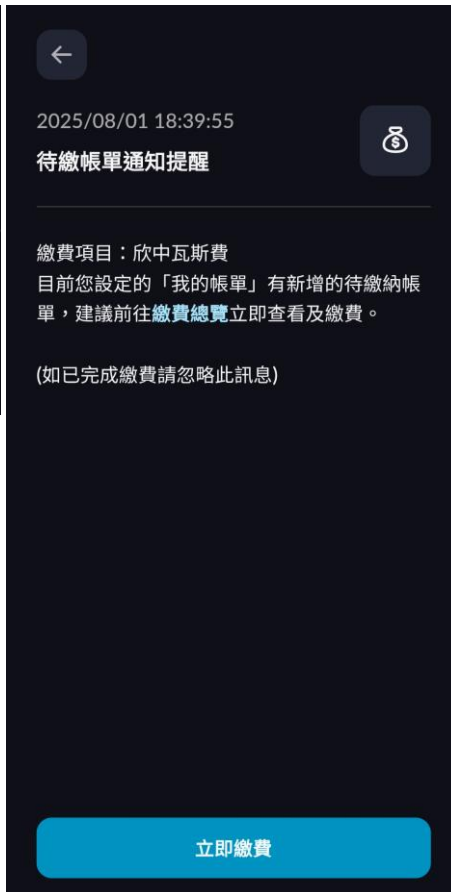 2025/08/01 18:39:55
待繳帳單通知提醒
繳費項目：欣中瓦斯費
目前您設定的「我的帳單」有新增的待繳納帳
單，建議前往繳費總覽立即查看及繳費。
(如已完成繳費請忽略此訊息)
立即繳費